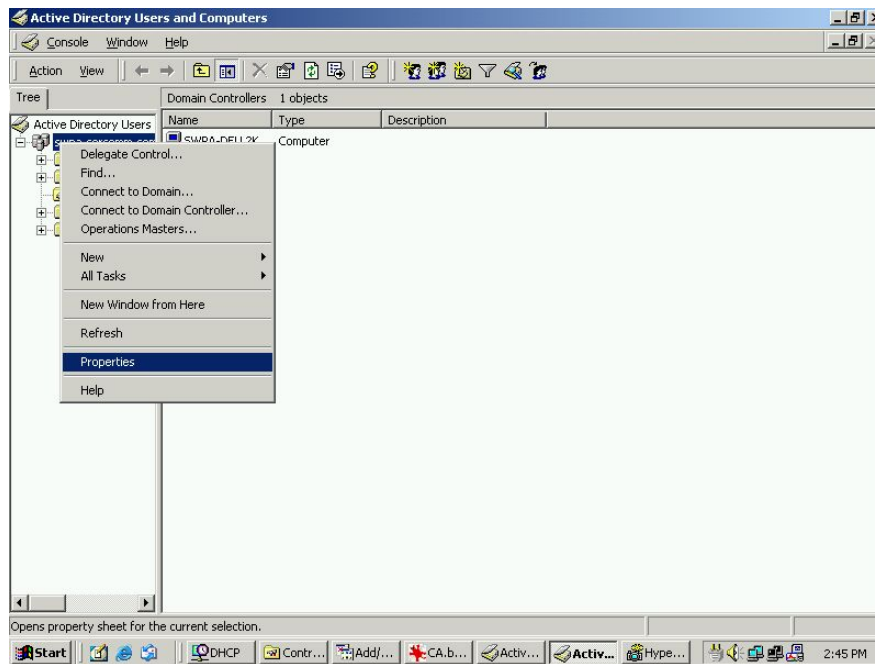 Active Directory Users and Computers
Console Window Help
Action View
Tree
Domain Controllers 1 objects
Active Directory Users
Name Type Description
Computer
Delegate Control...
Find...
Connect to Domain...
Connect to Domain Controller...
Operations Masters...
New
All Tasks
New Window from Here
Refresh
Properties
Help
Opens property sheet for the current selection.
Start DHCP Contr... Add/... CA.b... Activ... Activ... Hype... 2:45 PM